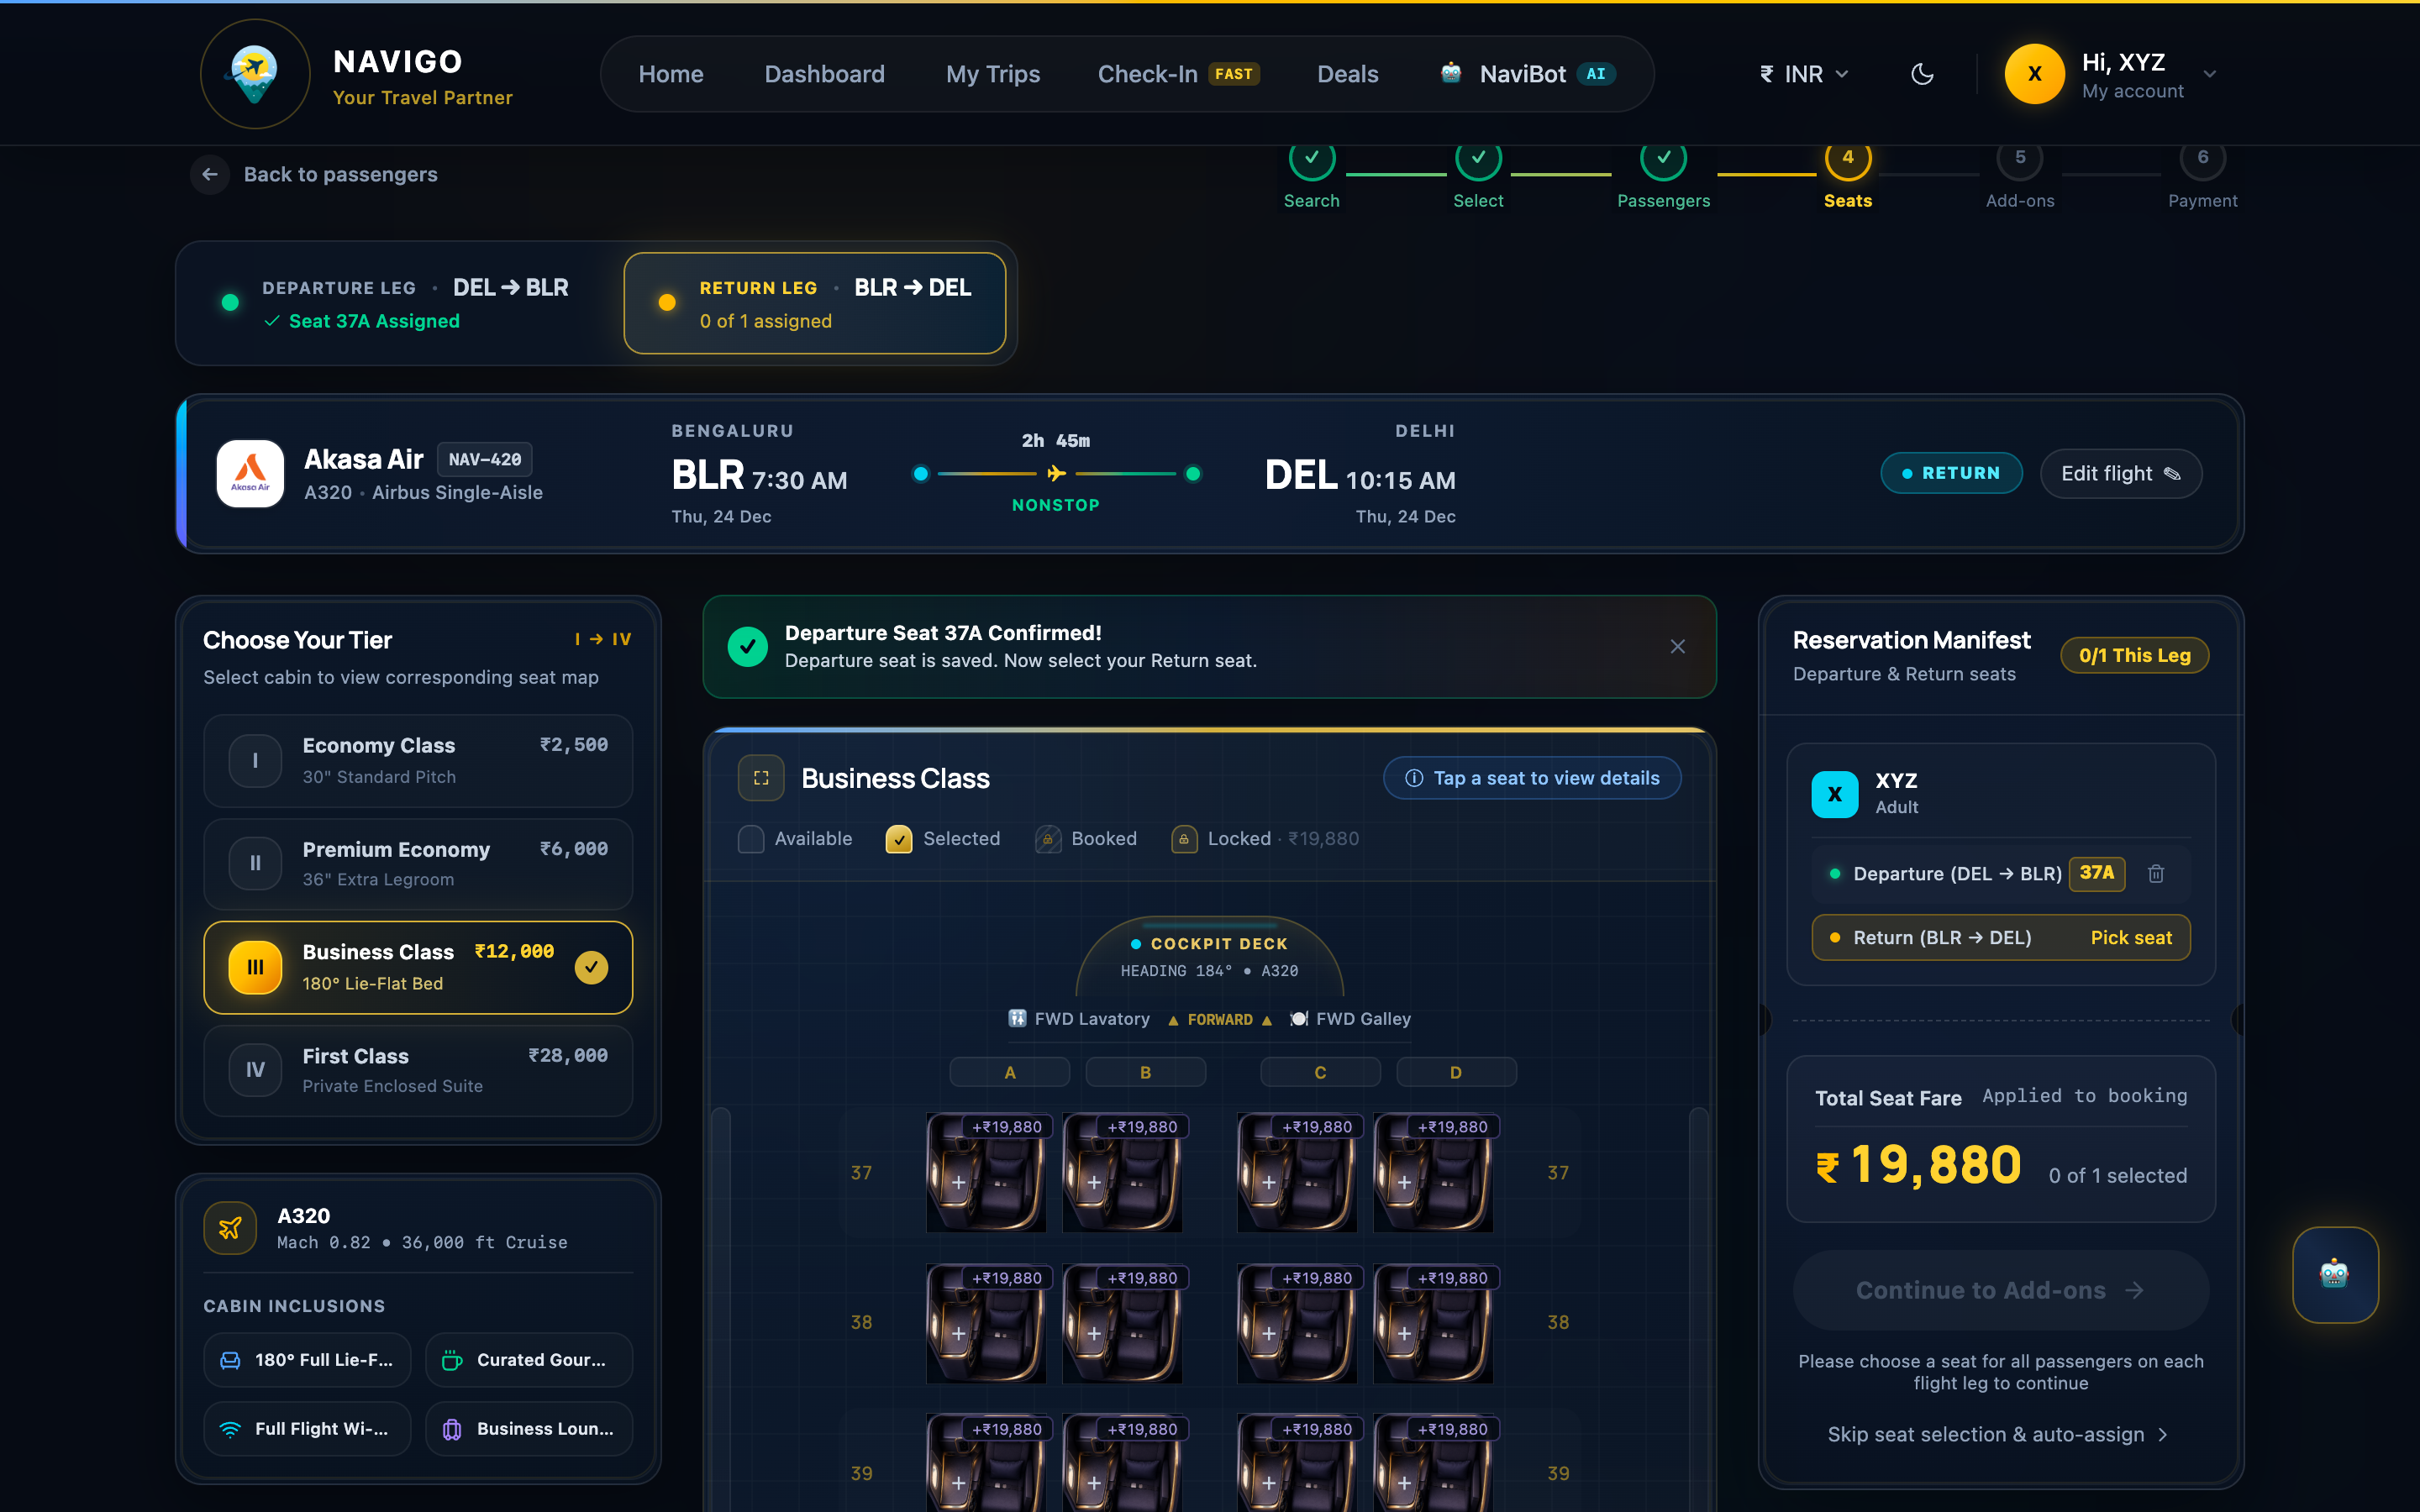 NAVIGO
Your Travel Partner
Home
Dashboard
My Trips
Check-In FAST
Deals
NaviBot AI
₹ INR
X
Hi, XYZ
My account
Back to passengers
Search
Select
Passengers
4
Seats
5
Add-ons
6
Payment
DEPARTURE LEG • DEL → BLR
✓ Seat 37A Assigned
RETURN LEG • BLR → DEL
0 of 1 assigned
Akasa Air
Akasa Air NAV-420
A320 • Airbus Single-Aisle
BENGALURU
BLR 7:30 AM
Thu, 24 Dec
2h 45m
NONSTOP
DELHI
DEL 10:15 AM
Thu, 24 Dec
RETURN
Edit flight ✎
Choose Your Tier
I → IV
Select cabin to view corresponding seat map
I
Economy Class ₹2,500
30" Standard Pitch
II
Premium Economy ₹6,000
36" Extra Legroom
III
Business Class ₹12,000
180° Lie-Flat Bed
IV
First Class ₹28,000
Private Enclosed Suite
A320
Mach 0.82 • 36,000 ft Cruise
CABIN INCLUSIONS
180° Full Lie-F...
Curated Gour...
Full Flight Wi-...
Business Loun...
Departure Seat 37A Confirmed!
Departure seat is saved. Now select your Return seat.
Business Class
Tap a seat to view details
Available
Selected
Booked
Locked · ₹19,880
COCKPIT DECK
HEADING 184° • A320
FWD Lavatory ▲ FORWARD ▲ FWD Galley
A B C D
+₹19,880 +₹19,880 +₹19,880 +₹19,880
37 37
+₹19,880 +₹19,880 +₹19,880 +₹19,880
38 38
+₹19,880 +₹19,880 +₹19,880 +₹19,880
39 39
Reservation Manifest
Departure & Return seats
0/1 This Leg
X
XYZ
Adult
Departure (DEL → BLR) 37A
Return (BLR → DEL) Pick seat
Total Seat Fare Applied to booking
₹ 19,880 0 of 1 selected
Continue to Add-ons →
Please choose a seat for all passengers on each
flight leg to continue
Skip seat selection & auto-assign >